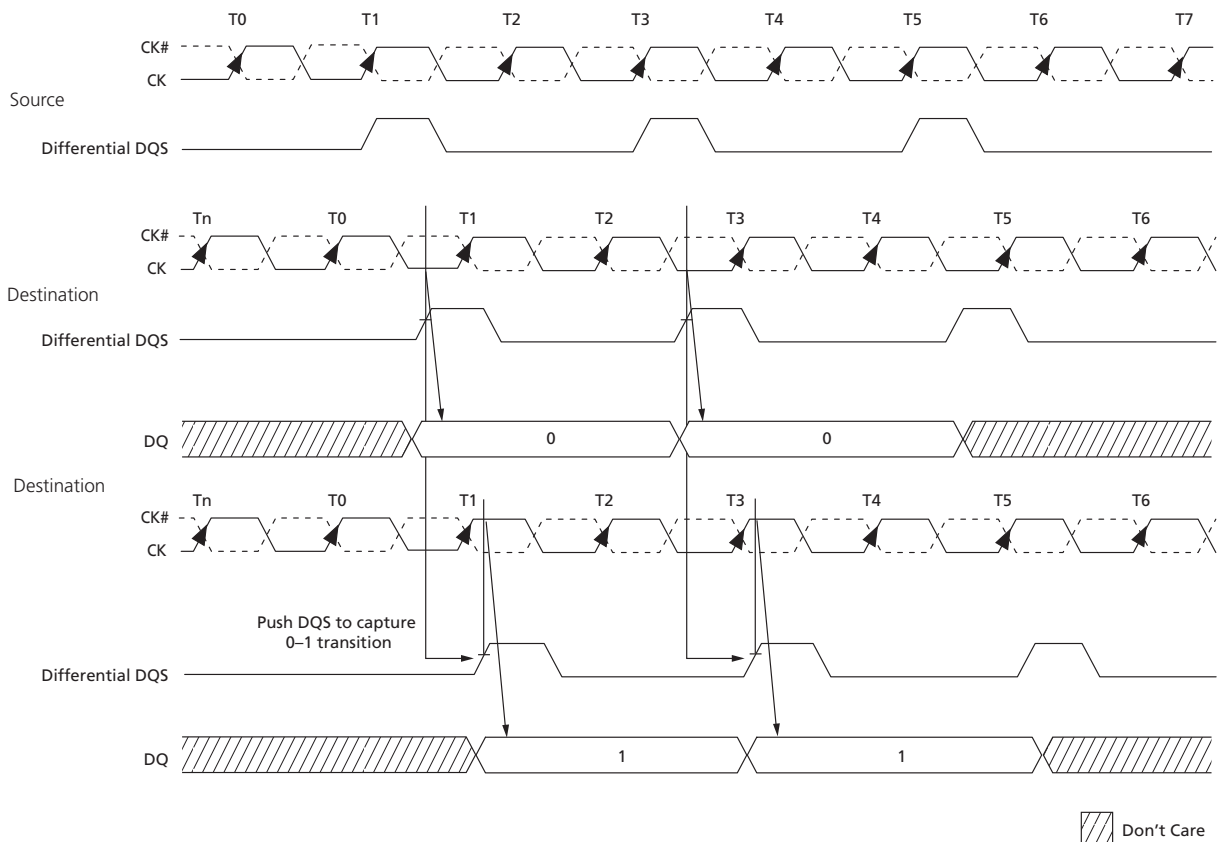 T0 T1 T2 T3 T4 T5 T6 T7
CK#
CK
Source
Differential DQS
Tn T0 T1 T2 T3 T4 T5 T6
CK#
CK
Destination
Differential DQS
DQ 0 0
Destination
Tn T0 T1 T2 T3 T4 T5 T6
CK#
CK
Push DQS to capture
0–1 transition
Differential DQS
DQ 1 1
Don't Care